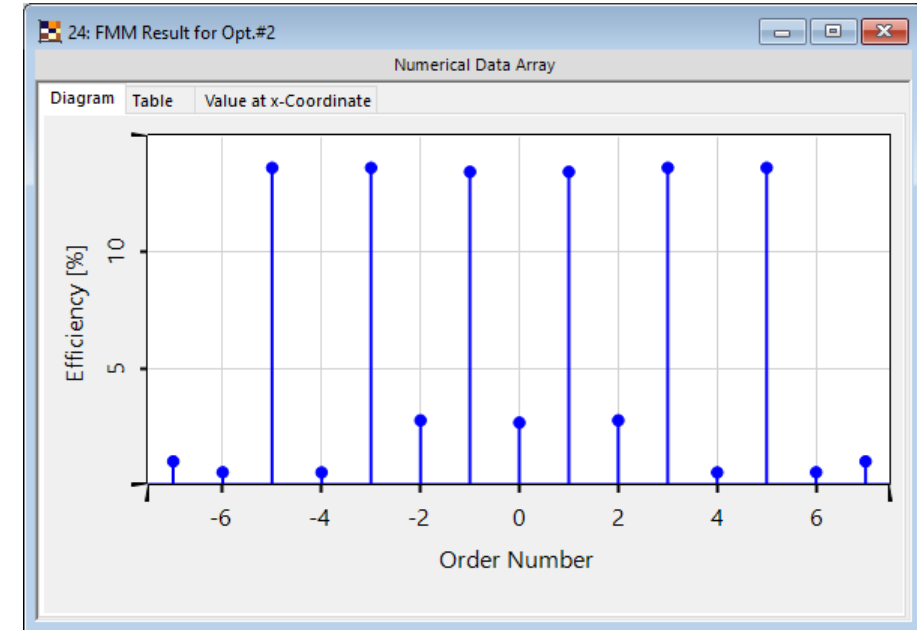 24: FMM Result for Opt.#2
Numerical Data Array
Diagram Table Value at x-Coordinate
Efficiency [%]
10
5
-6 -4 -2 0 2 4 6
Order Number